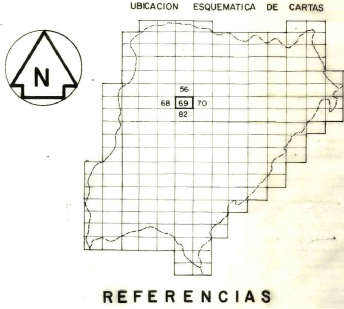 UBICACION ESQUEMATICA DE CARTAS
N
56
68 69 70
82
REFERENCIAS